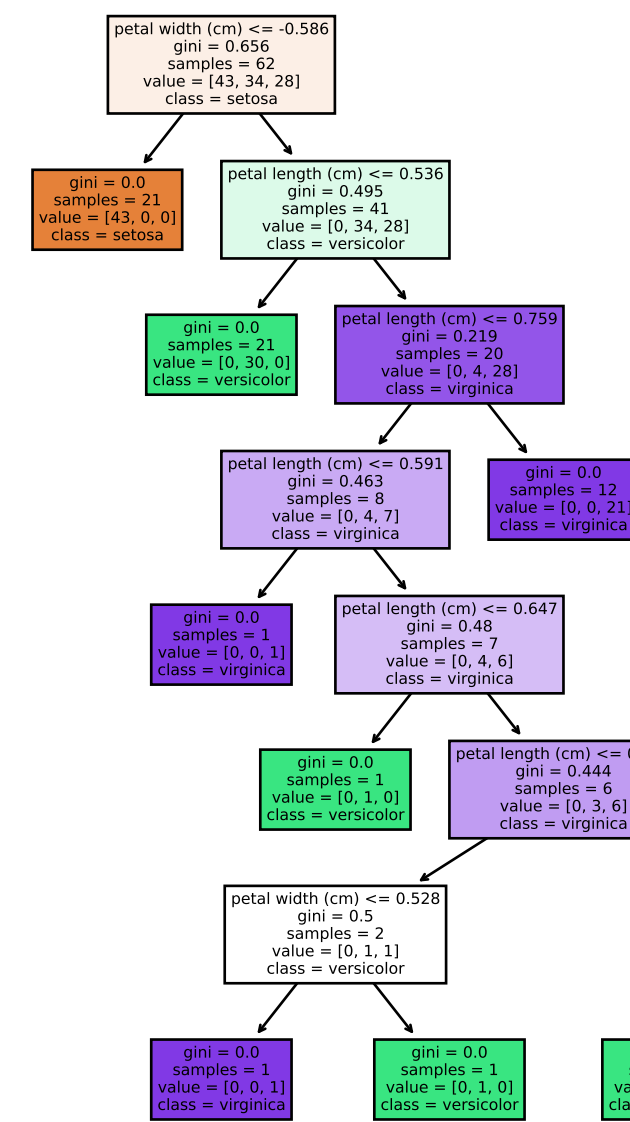 petal width (cm) <= -0.586
gini = 0.656
samples = 62
value = [43, 34, 28]
class = setosa
gini = 0.0
samples = 21
value = [43, 0, 0]
class = setosa
petal length (cm) <= 0.536
gini = 0.495
samples = 41
value = [0, 34, 28]
class = versicolor
gini = 0.0
samples = 21
value = [0, 30, 0]
class = versicolor
petal length (cm) <= 0.759
gini = 0.219
samples = 20
value = [0, 4, 28]
class = virginica
petal length (cm) <= 0.591
gini = 0.463
samples = 8
value = [0, 4, 7]
class = virginica
gini = 0.0
samples = 12
value = [0, 0, 21]
class = virginica
gini = 0.0
samples = 1
value = [0, 0, 1]
class = virginica
petal length (cm) <= 0.647
gini = 0.48
samples = 7
value = [0, 4, 6]
class = virginica
gini = 0.0
samples = 1
value = [0, 1, 0]
class = versicolor
petal length (cm) <=
gini = 0.444
samples = 6
value = [0, 3, 6]
class = virginica
petal width (cm) <= 0.528
gini = 0.5
samples = 2
value = [0, 1, 1]
class = versicolor
gini = 0.0
samples = 1
value = [0, 0, 1]
class = virginica
gini = 0.0
samples = 1
value = [0, 1, 0]
class = versicolor